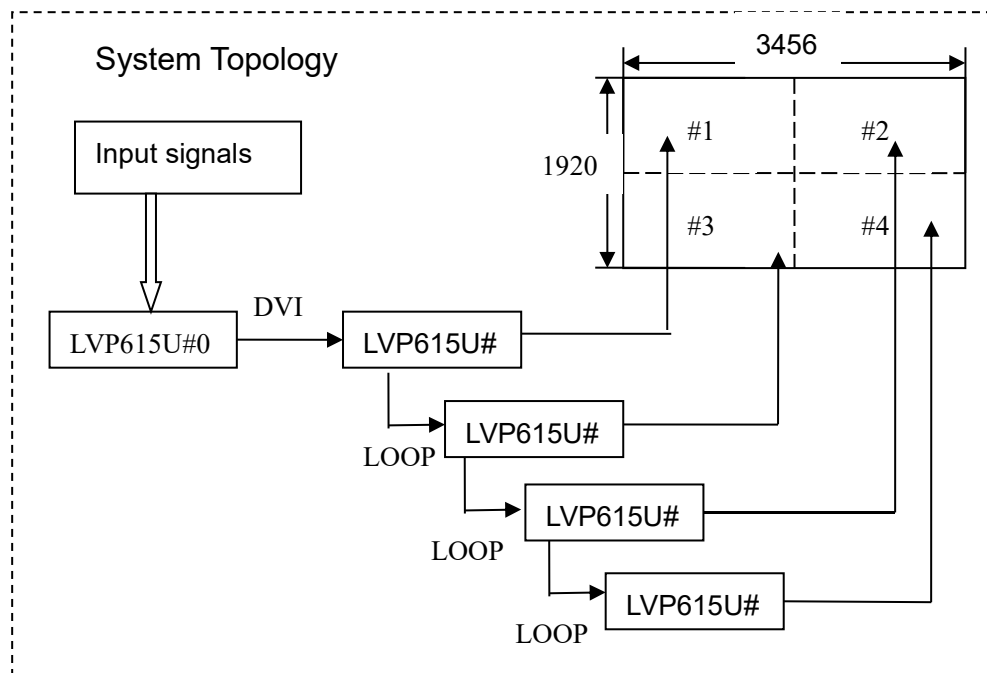 System Topology
3456
#1
#2
1920
#3
#4
Input signals
DVI
LVP615U#0
LVP615U#
LOOP
LVP615U#
LOOP
LVP615U#
LOOP
LVP615U#